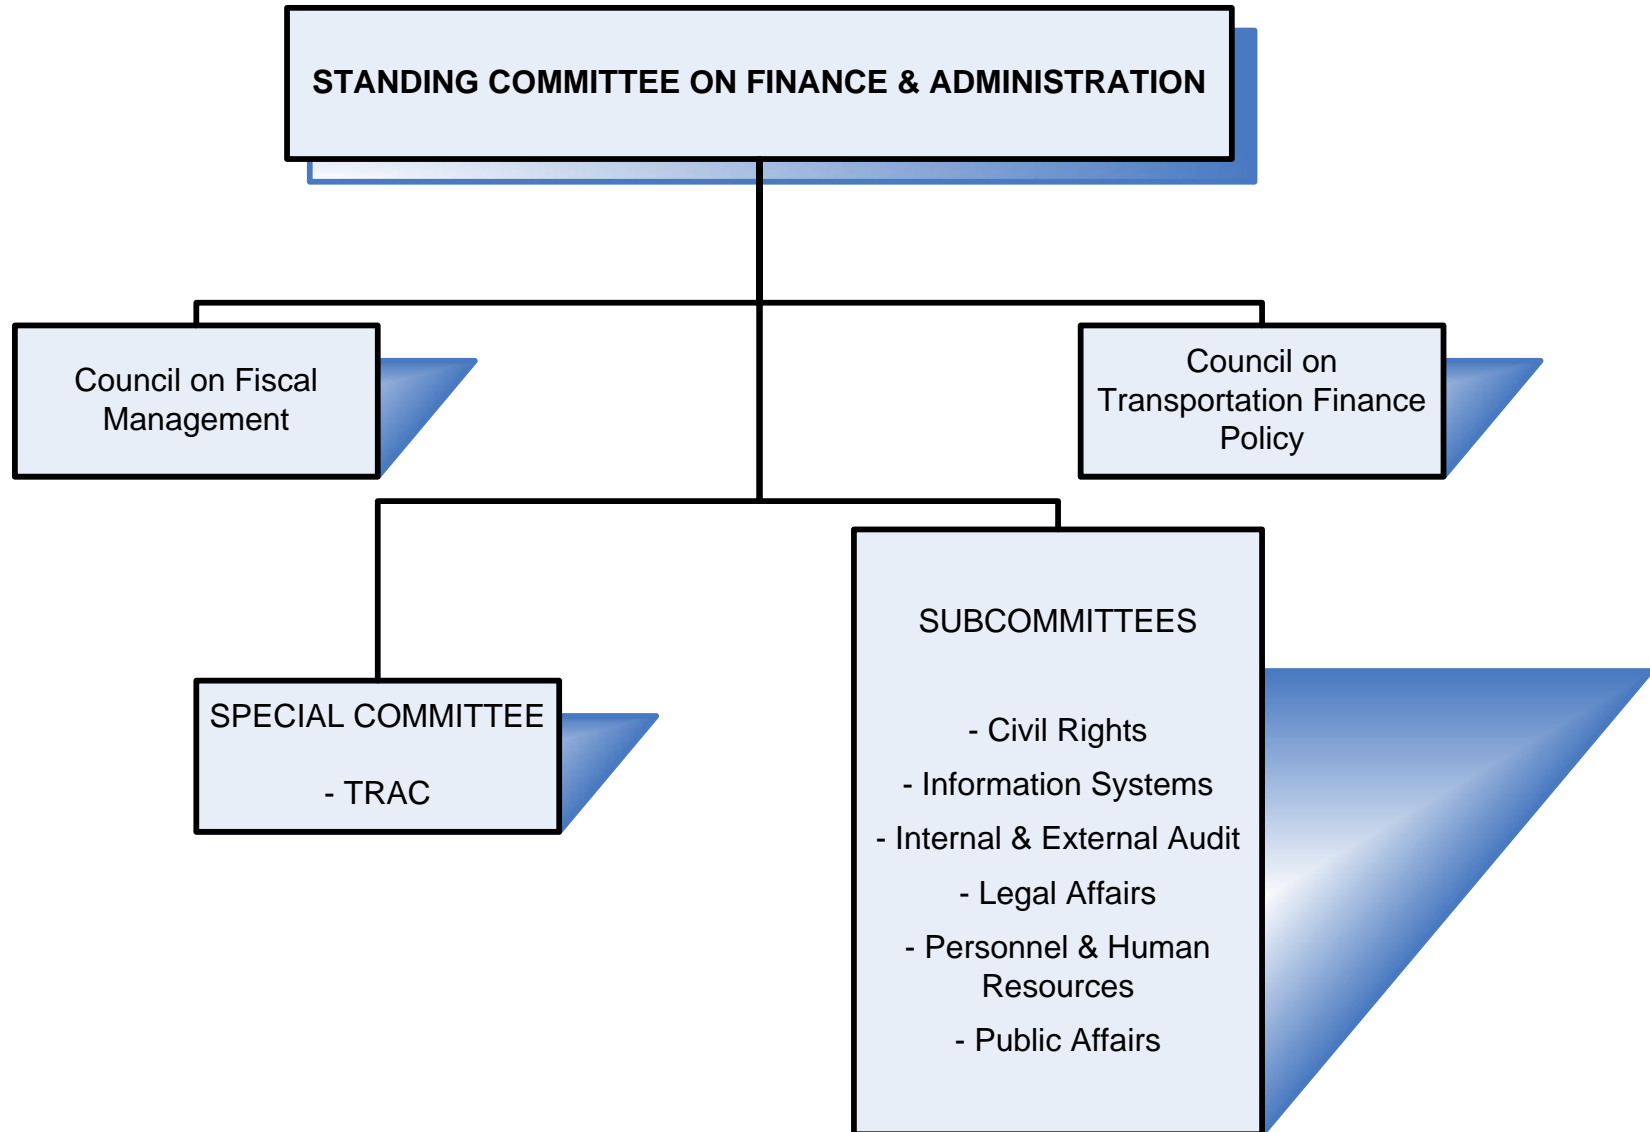 STANDING COMMITTEE ON FINANCE & ADMINISTRATION
Council on Fiscal
Management
Council on
Transportation Finance
Policy
SPECIAL COMMITTEE
- TRAC
SUBCOMMITTEES
- Civil Rights
- Information Systems
- Internal & External Audit
- Legal Affairs
- Personnel & Human
Resources
- Public Affairs